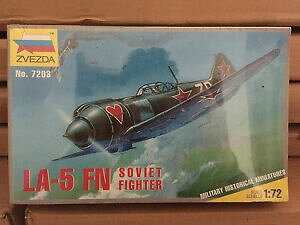 ZVEZDA
No. 7203
LA-5 FN SOVIET
FIGHTER
MILITARY HISTORICAL MINIATURES
1:72